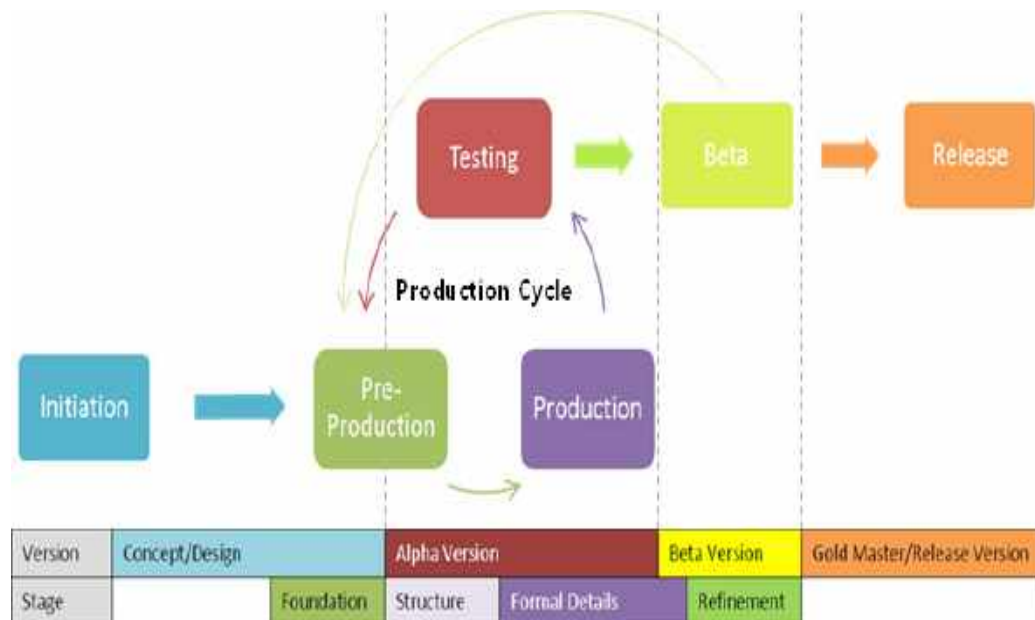 Testing
Beta
Release
Production Cycle
Initiation
Pre-
Production
Production
Version
Concept/Design
Alpha Version
Beta Version
Gold Master/Release Version
Stage
Foundation
Structure
Formal Details
Refinement